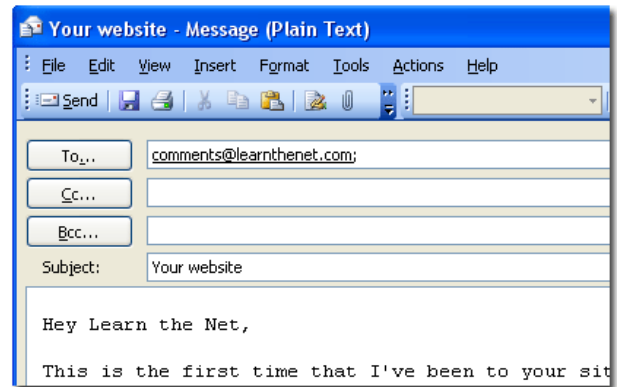 Your website - Message (Plain Text)
File Edit View Insert Format Tools Actions Help
Send
To... comments@learnthenet.com;
Cc...
Bcc...
Subject: Your website
Hey Learn the Net,
This is the first time that I've been to your sit